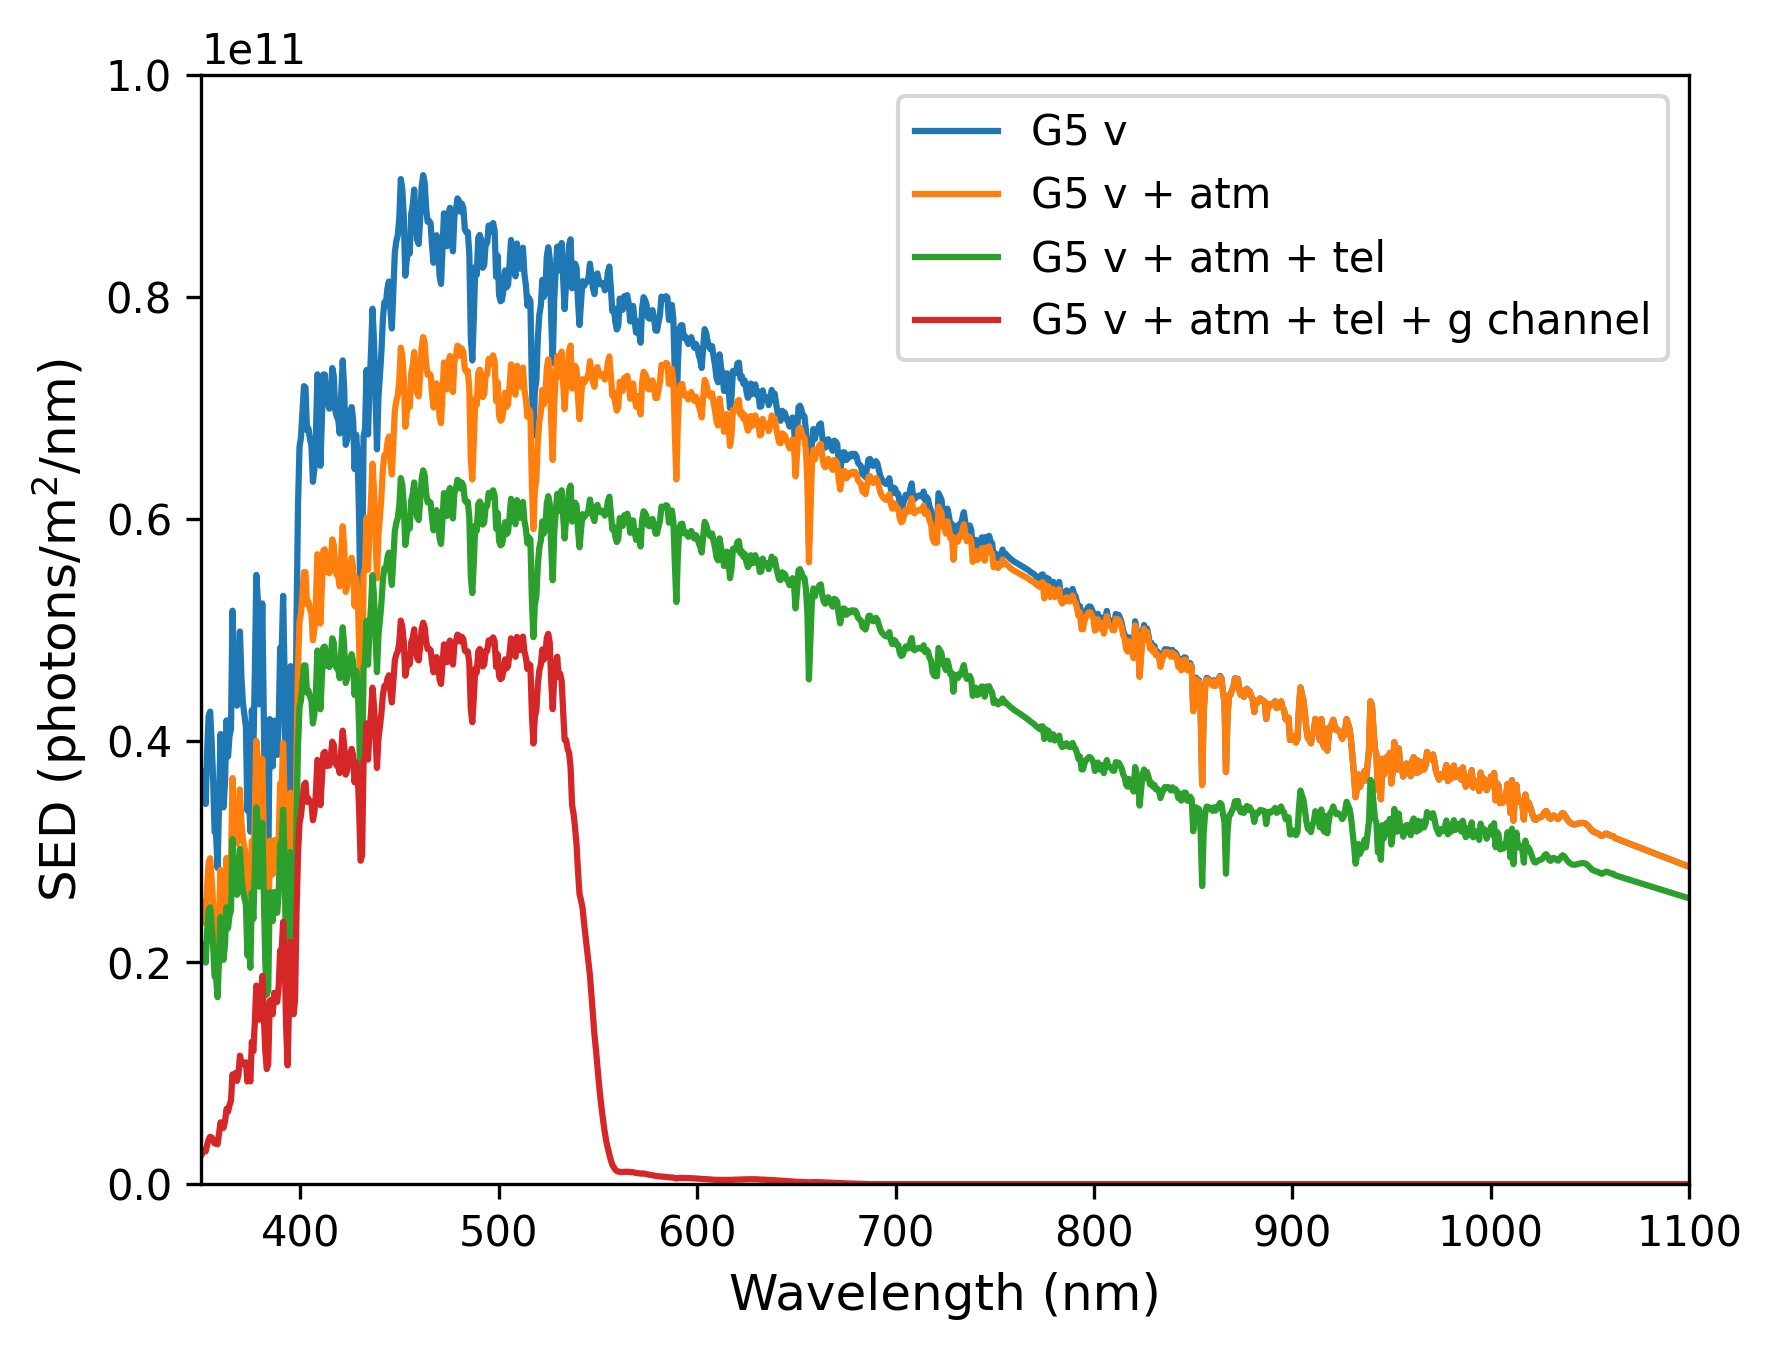 1e11
1.0
0.8
0.6
0.4
0.2
0.0
SED (photons/m²/nm)
G5 v
G5 v + atm
G5 v + atm + tel
G5 v + atm + tel + g channel
400 500 600 700 800 900 1000 1100
Wavelength (nm)